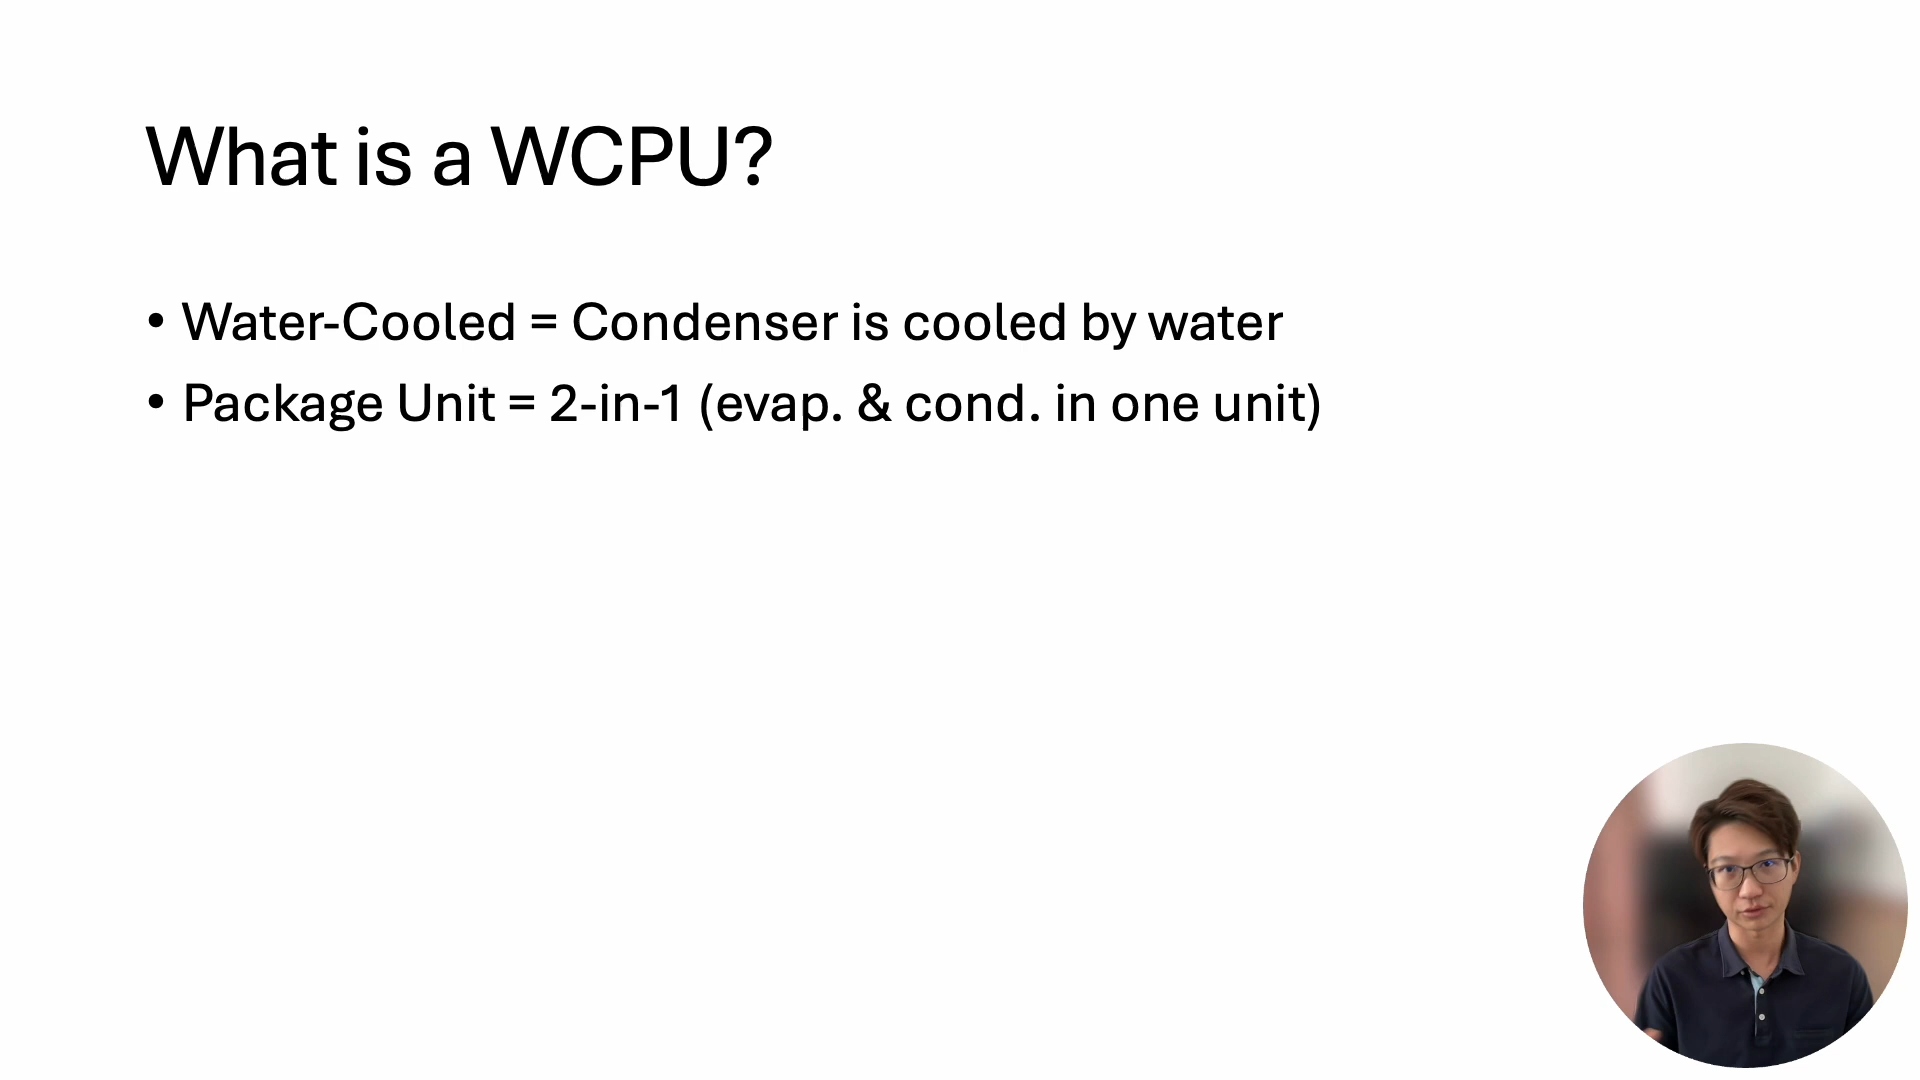 What is a WCPU?
• Water-Cooled = Condenser is cooled by water
• Package Unit = 2-in-1 (evap. & cond. in one unit)